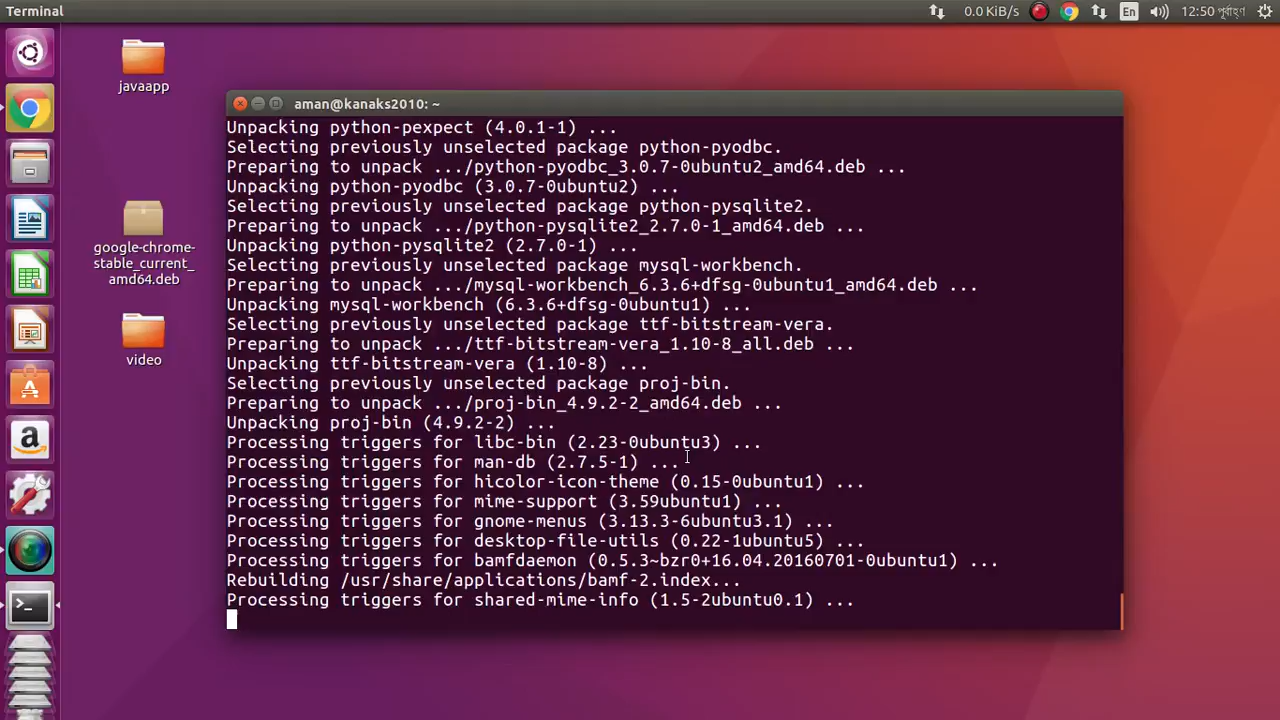 Terminal
0.0 KiB/s
En
12:50 পূর্বাহ্ণ
javaapp
google-chrome-
stable_current_
amd64.deb
video
aman@kanaks2010: ~
Unpacking python-pexpect (4.0.1-1) ...
Selecting previously unselected package python-pyodbc.
Preparing to unpack .../python-pyodbc_3.0.7-0ubuntu2_amd64.deb ...
Unpacking python-pyodbc (3.0.7-0ubuntu2) ...
Selecting previously unselected package python-pysqlite2.
Preparing to unpack .../python-pysqlite2_2.7.0-1_amd64.deb ...
Unpacking python-pysqlite2 (2.7.0-1) ...
Selecting previously unselected package mysql-workbench.
Preparing to unpack .../mysql-workbench_6.3.6+dfsg-0ubuntu1_amd64.deb ...
Unpacking mysql-workbench (6.3.6+dfsg-0ubuntu1) ...
Selecting previously unselected package ttf-bitstream-vera.
Preparing to unpack .../ttf-bitstream-vera_1.10-8_all.deb ...
Unpacking ttf-bitstream-vera (1.10-8) ...
Selecting previously unselected package proj-bin.
Preparing to unpack .../proj-bin_4.9.2-2_amd64.deb ...
Unpacking proj-bin (4.9.2-2) ...
Processing triggers for libc-bin (2.23-0ubuntu3) ...
Processing triggers for man-db (2.7.5-1) ...
Processing triggers for hicolor-icon-theme (0.15-0ubuntu1) ...
Processing triggers for mime-support (3.59ubuntu1) ...
Processing triggers for gnome-menus (3.13.3-6ubuntu3.1) ...
Processing triggers for desktop-file-utils (0.22-1ubuntu5) ...
Processing triggers for bamfdaemon (0.5.3~bzr0+16.04.20160701-0ubuntu1) ...
Rebuilding /usr/share/applications/bamf-2.index...
Processing triggers for shared-mime-info (1.5-2ubuntu0.1) ...